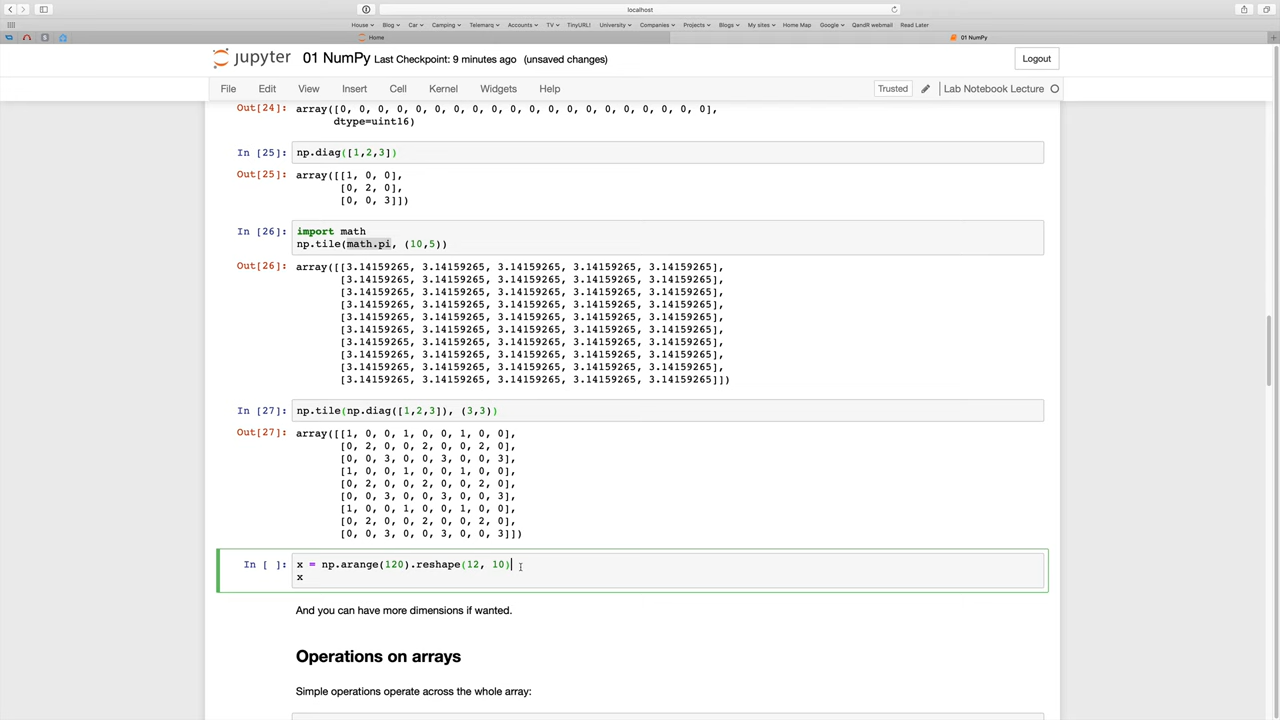 localhost
House Blog Car Camping Telemarq Accounts TV TinyURL! University Companies Projects Bugs My sites Home Map Google QandR webmail Read Later
Home 01 NumPy
jupyter 01 NumPy Last Checkpoint: 9 minutes ago (unsaved changes) Logout
File Edit View Insert Cell Kernel Widgets Help Trusted Lab Notebook Lecture
Out[24]: array([0, 0, 0, 0, 0, 0, 0, 0, 0, 0, 0, 0, 0, 0, 0, 0, 0, 0, 0, 0],
dtype=uint16)
In [25]: np.diag([1,2,3])
Out[25]: array([[1, 0, 0],
[0, 2, 0],
[0, 0, 3]])
In [26]: import math
np.tile(math.pi, (10,5))
Out[26]: array([[3.14159265, 3.14159265, 3.14159265, 3.14159265, 3.14159265],
[3.14159265, 3.14159265, 3.14159265, 3.14159265, 3.14159265],
[3.14159265, 3.14159265, 3.14159265, 3.14159265, 3.14159265],
[3.14159265, 3.14159265, 3.14159265, 3.14159265, 3.14159265],
[3.14159265, 3.14159265, 3.14159265, 3.14159265, 3.14159265],
[3.14159265, 3.14159265, 3.14159265, 3.14159265, 3.14159265],
[3.14159265, 3.14159265, 3.14159265, 3.14159265, 3.14159265],
[3.14159265, 3.14159265, 3.14159265, 3.14159265, 3.14159265],
[3.14159265, 3.14159265, 3.14159265, 3.14159265, 3.14159265],
[3.14159265, 3.14159265, 3.14159265, 3.14159265, 3.14159265]])
In [27]: np.tile(np.diag([1,2,3]), (3,3))
Out[27]: array([[1, 0, 0, 1, 0, 0, 1, 0, 0],
[0, 2, 0, 0, 2, 0, 0, 2, 0],
[0, 0, 3, 0, 0, 3, 0, 0, 3],
[1, 0, 0, 1, 0, 0, 1, 0, 0],
[0, 2, 0, 0, 2, 0, 0, 2, 0],
[0, 0, 3, 0, 0, 3, 0, 0, 3],
[1, 0, 0, 1, 0, 0, 1, 0, 0],
[0, 2, 0, 0, 2, 0, 0, 2, 0],
[0, 0, 3, 0, 0, 3, 0, 0, 3]])
In [ ]: x = np.arange(120).reshape(12, 10)
x
And you can have more dimensions if wanted.
Operations on arrays
Simple operations operate across the whole array: